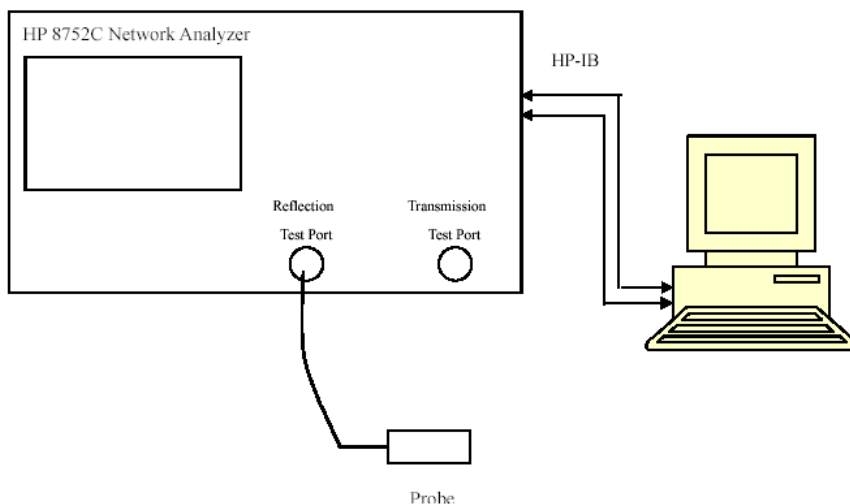 HP 8752C Network Analyzer
HP-IB
Reflection
Test Port
Transmission
Test Port
Probe